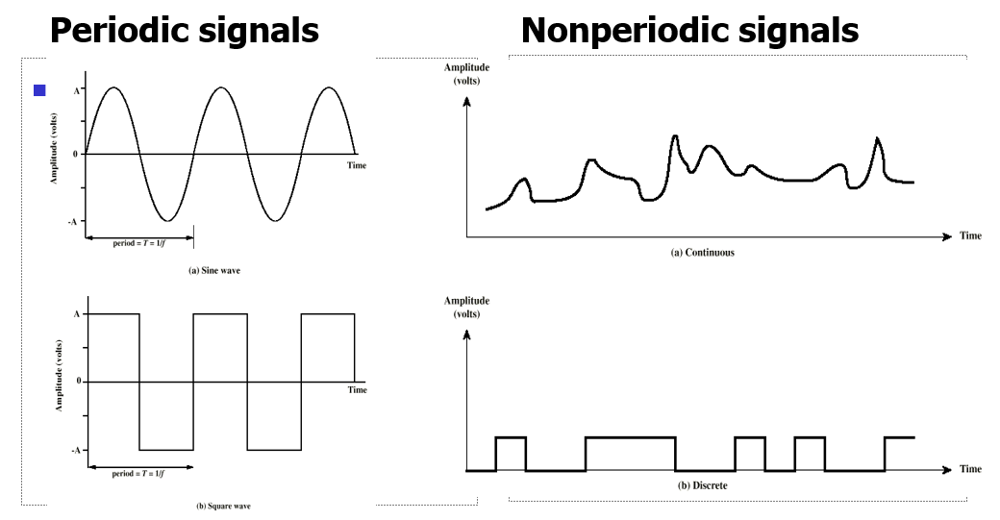 Periodic signals
A
0
-A
Amplitude (volts)
Time
period = T = 1/f
(a) Sine wave
A
0
-A
Amplitude (volts)
Time
period = T = 1/f
(b) Square wave
Nonperiodic signals
Amplitude
(volts)
Time
(a) Continuous
Amplitude
(volts)
Time
(b) Discrete